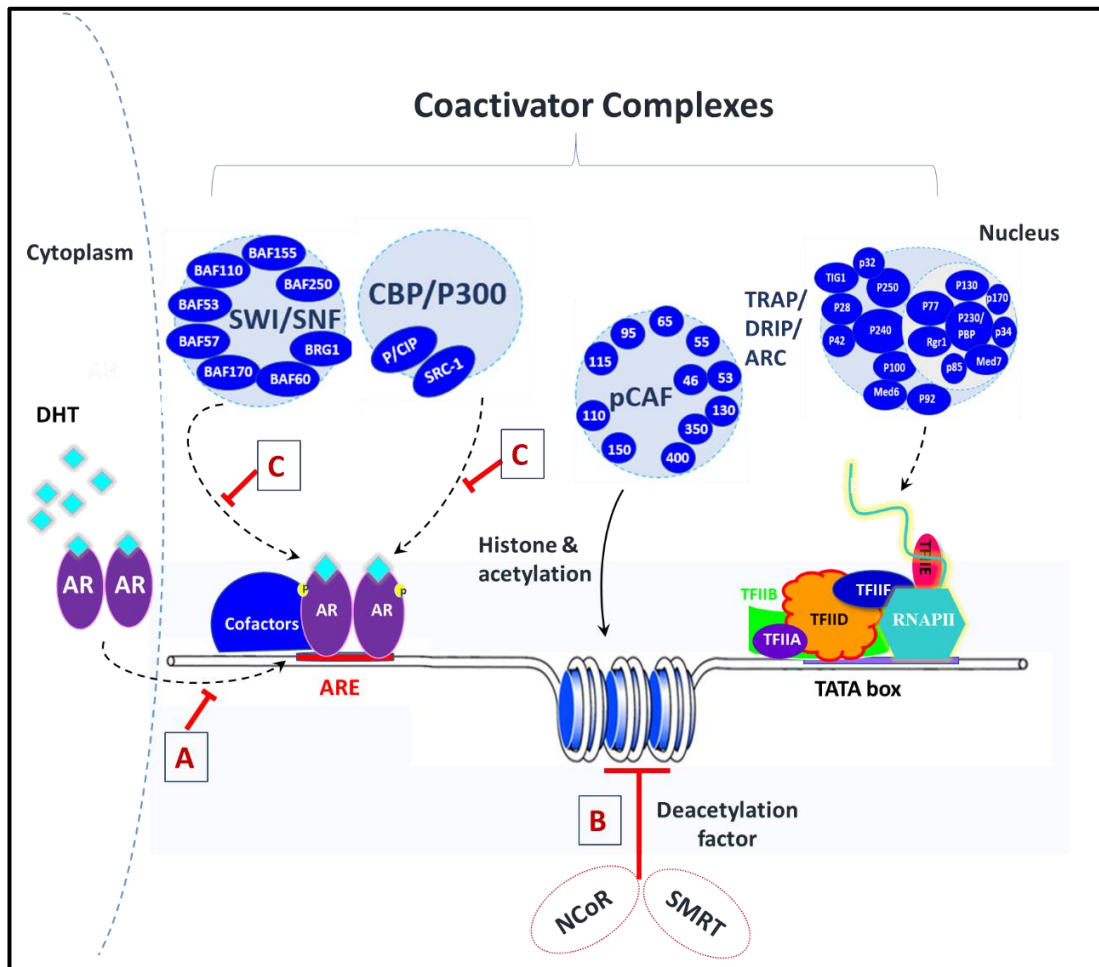 Coactivator Complexes
Cytoplasm
Nucleus
BAF155
BAF110
BAF250
BAF53
SWI/SNF
BAF57
BRG1
BAF170
BAF60
CBP/P300
P/CIP
SRC-1
65
95
55
115
46
53
pCAF
110
130
350
150
400
TRAP/
DRIP/
ARC
p32
TIG1
P250
P130
p170
P28
P77
P240
P230/
PBP
p34
P42
Rgr1
P100
p85
Med7
Med6
P92
AR
DHT
C
C
AR
AR
Histone &
acetylation
Cofactors
p
AR
AR
p
ARE
TFIIE
TFIIB
TFIIF
TFIID
RNAPII
TFIIA
TATA box
A
B
Deacetylation
factor
NCoR
SMRT